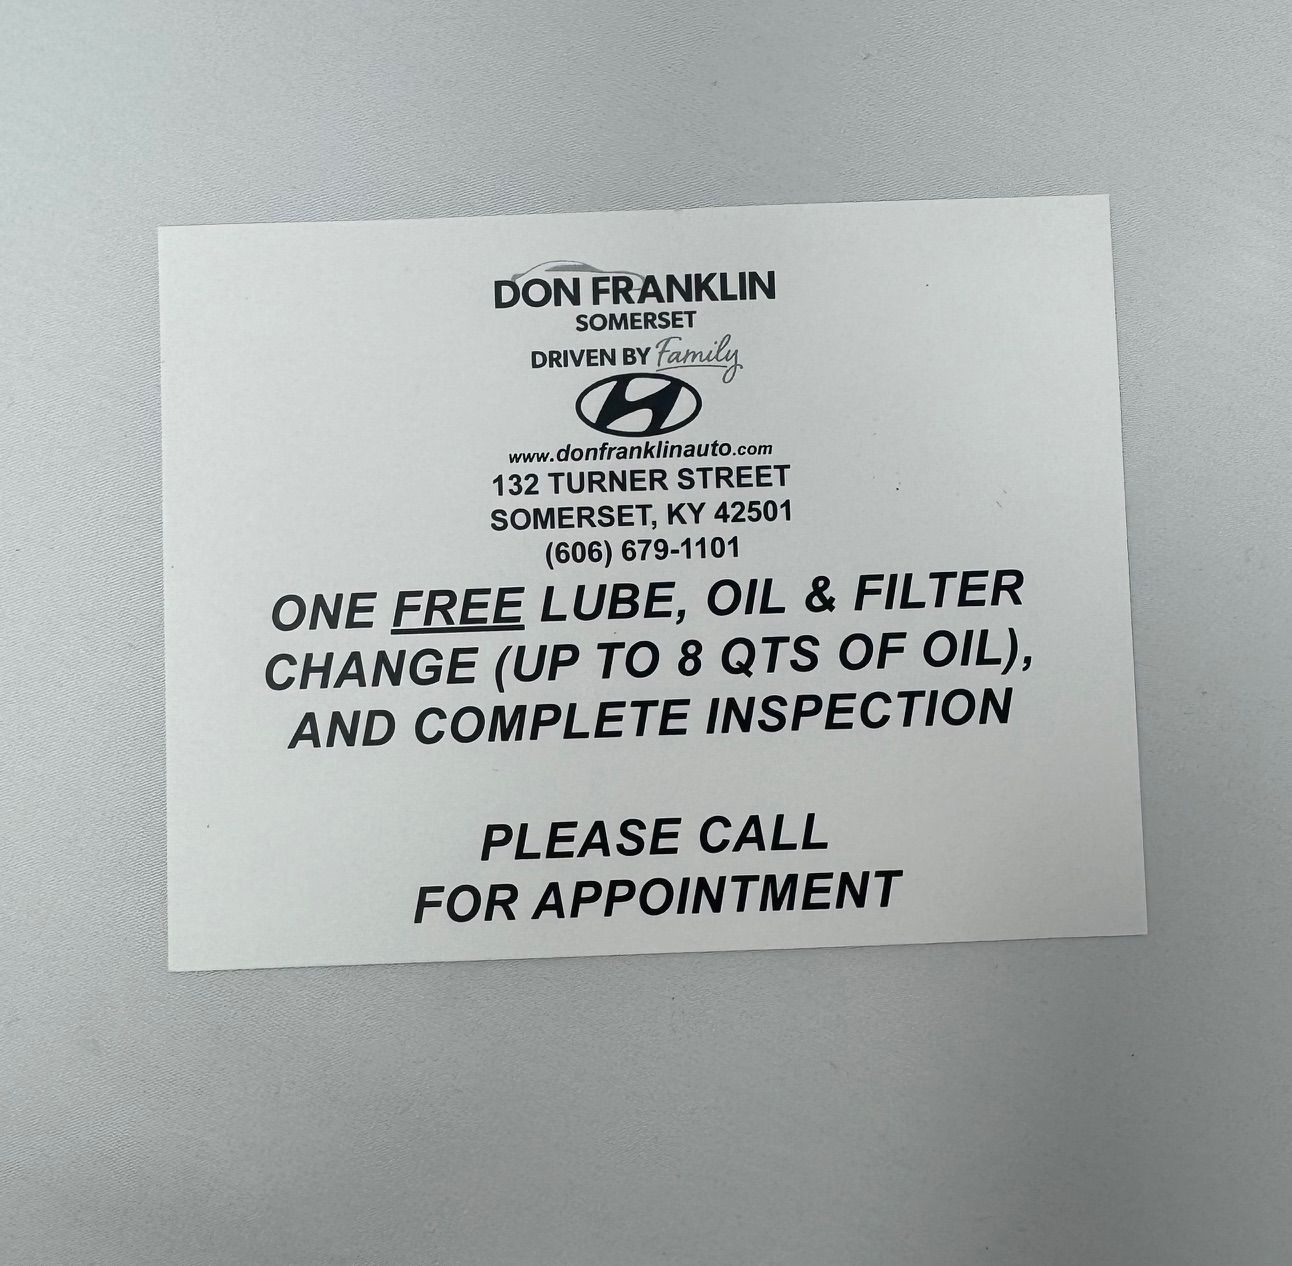 DON FRANKLIN
SOMERSET
DRIVEN BY Family
www.donfranklinauto.com
132 TURNER STREET
SOMERSET, KY 42501
(606) 679-1101
ONE FREE LUBE, OIL & FILTER
CHANGE (UP TO 8 QTS OF OIL),
AND COMPLETE INSPECTION
PLEASE CALL
FOR APPOINTMENT